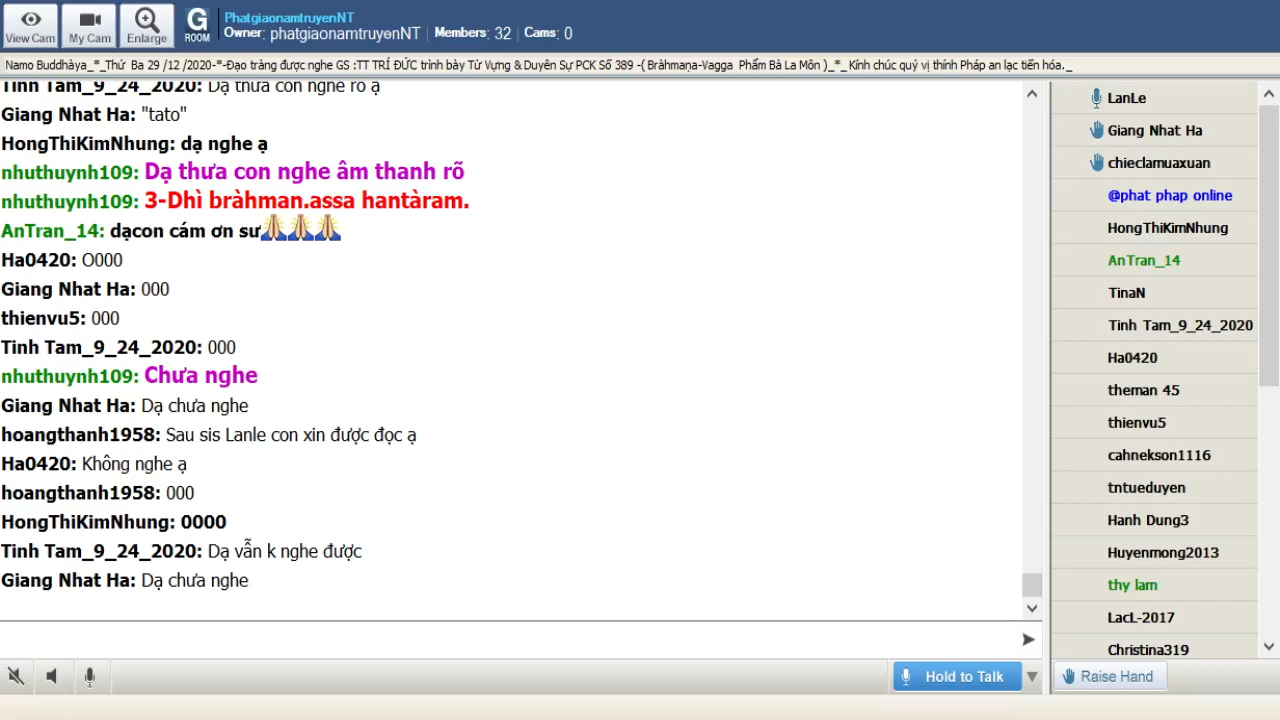 View Cam
My Cam
Enlarge
G
ROOM
PhatgiaonamtruyenNT
Owner: phatgiaonamtruyenNT | Members: 32 | Cams: 0
Namo Buddhàya_*_Thứ Ba 29 /12 /2020-*-Đạo tràng được nghe GS :TT TRÍ ĐỨC trình bày Từ Vựng & Duyên Sự PCK Số 389 -( Bràhmaṇa-Vagga Phẩm Bà La Môn )_*_ Kính chúc quý vị thính Pháp an lạc tiến hóa._
Tinh Tam_9_24_2020: Dạ thưa con nghe rõ ạ
Giang Nhat Ha: "tato"
HongThiKimNhung: dạ nghe ạ
nhuthuynh109: Dạ thưa con nghe âm thanh rõ
nhuthuynh109: 3-Dhì bràhman.assa hantàram.
AnTran_14: dạcon cám ơn sư
Ha0420: O000
Giang Nhat Ha: 000
thienvu5: 000
Tinh Tam_9_24_2020: 000
nhuthuynh109: Chưa nghe
Giang Nhat Ha: Dạ chưa nghe
hoangthanh1958: Sau sis Lanle con xin được đọc ạ
Ha0420: Không nghe ạ
hoangthanh1958: 000
HongThiKimNhung: 0000
Tinh Tam_9_24_2020: Dạ vẫn k nghe được
Giang Nhat Ha: Dạ chưa nghe
Hold to Talk
LanLe
Giang Nhat Ha
chieclamuaxuan
@phat phap online
HongThiKimNhung
AnTran_14
TinaN
Tinh Tam_9_24_2020
Ha0420
theman 45
thienvu5
cahnekson1116
tntueduyen
Hanh Dung3
Huyenmong2013
thy lam
LacL-2017
Christina319
Raise Hand